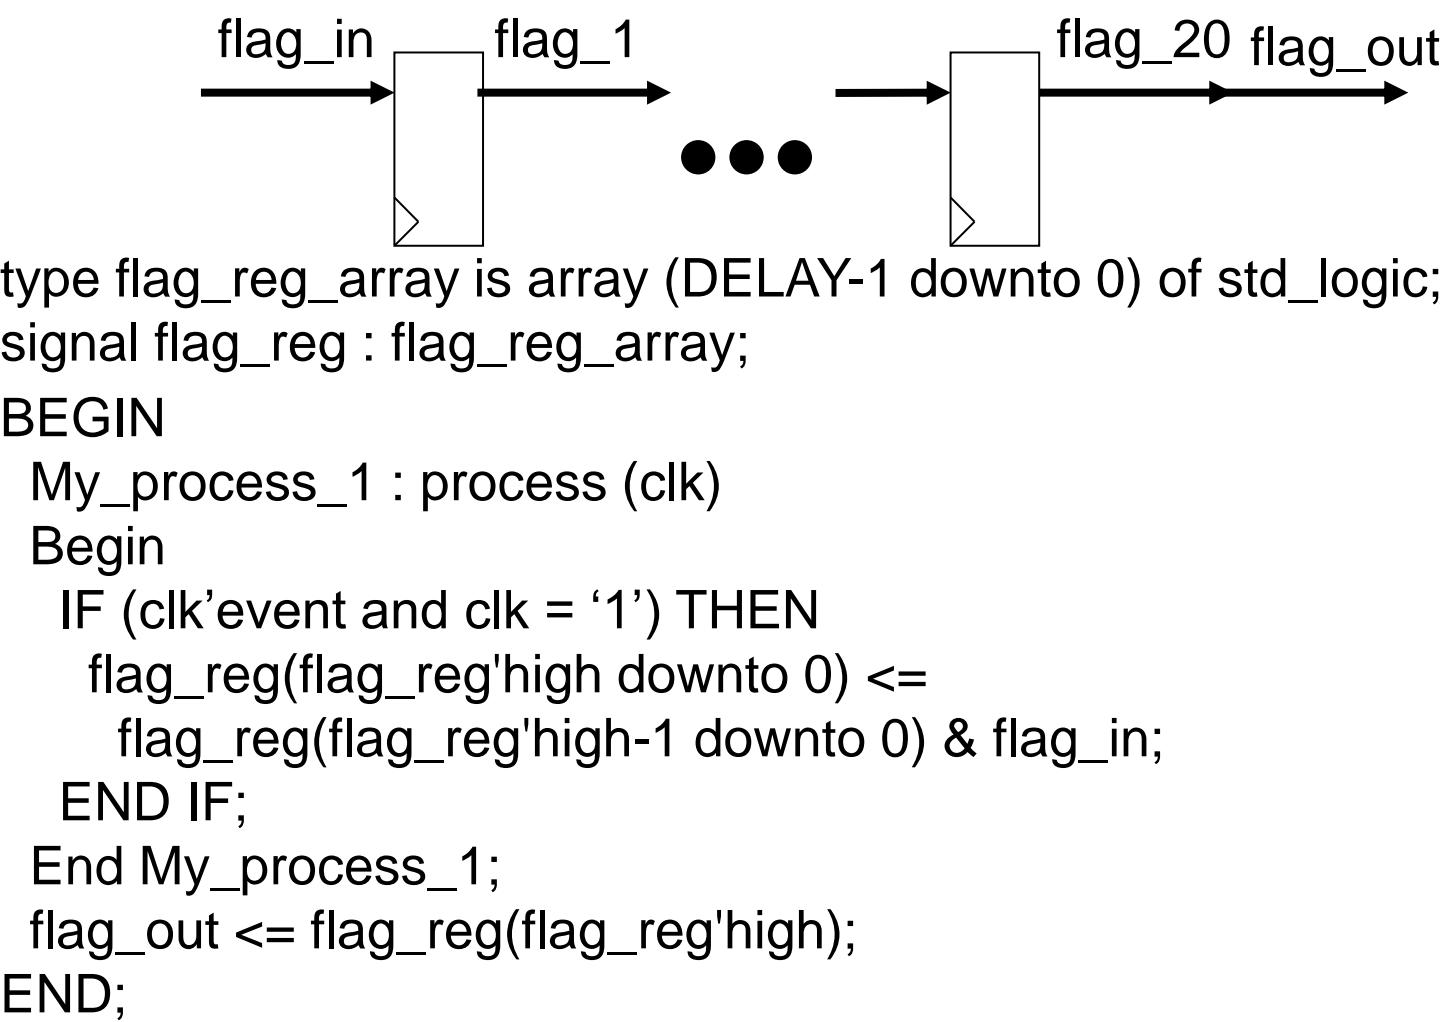 flag_in flag_1 flag_20 flag_out
type flag_reg_array is array (DELAY-1 downto 0) of std_logic;
signal flag_reg : flag_reg_array;
BEGIN
My_process_1 : process (clk)
Begin
IF (clk’event and clk = ‘1’) THEN
flag_reg(flag_reg'high downto 0) <=
flag_reg(flag_reg'high-1 downto 0) & flag_in;
END IF;
End My_process_1;
flag_out <= flag_reg(flag_reg'high);
END;